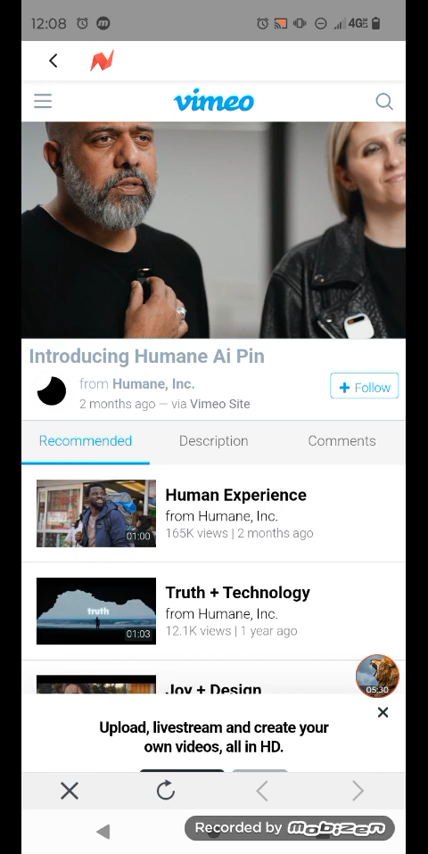 12:08
4G
vimeo
Introducing Humane Ai Pin
from Humane, Inc.
2 months ago — via Vimeo Site
+ Follow
Recommended
Description
Comments
01:00
Human Experience
from Humane, Inc.
165K views | 2 months ago
truth
01:03
Truth + Technology
from Humane, Inc.
12.1K views | 1 year ago
Joy + Design
05:30
Upload, livestream and create your
own videos, all in HD.
Recorded by Mobizen